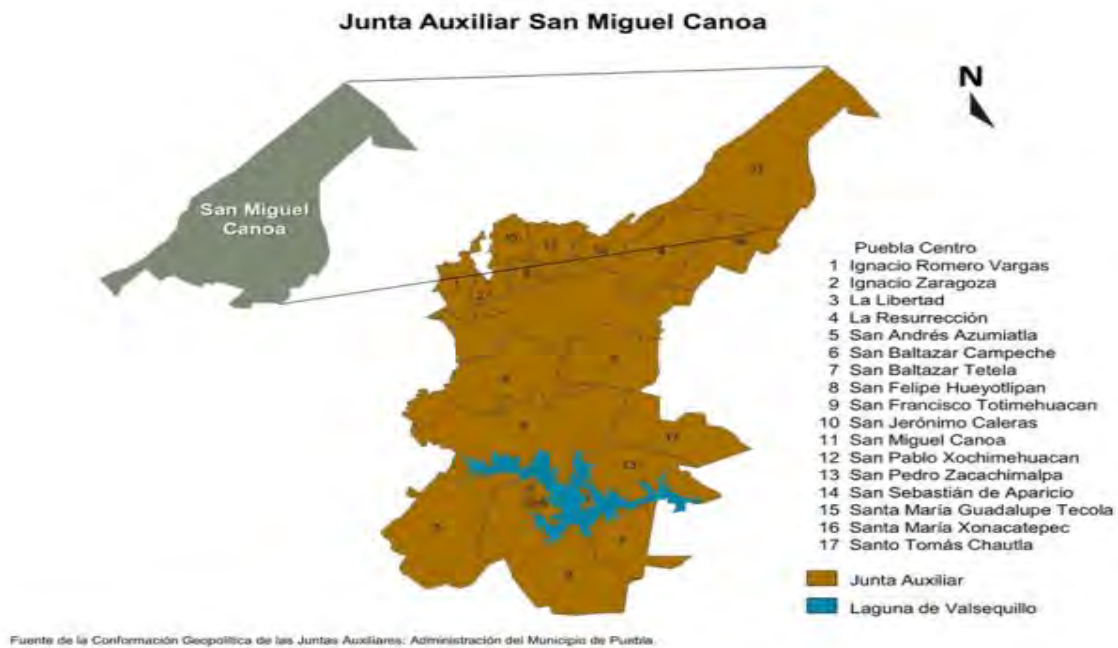 Junta Auxiliar San Miguel Canoa
N
San Miguel
Canoa
Puebla Centro
1 Ignacio Romero Vargas
2 Ignacio Zaragoza
3 La Libertad
4 La Resurrección
5 San Andrés Azumiatla
6 San Baltazar Campeche
7 San Baltazar Tetela
8 San Felipe Hueyotlipan
9 San Francisco Totimehuacan
10 San Jerónimo Caleras
11 San Miguel Canoa
12 San Pablo Xochimehuacan
13 San Pedro Zacachimalpa
14 San Sebastián de Aparicio
15 Santa María Guadalupe Tecola
16 Santa María Xonacatepec
17 Santo Tomás Chautla
Junta Auxiliar
Laguna de Valsequillo
Fuente de la Conformación Geopolítica de las Juntas Auxiliares: Administración del Municipio de Puebla.